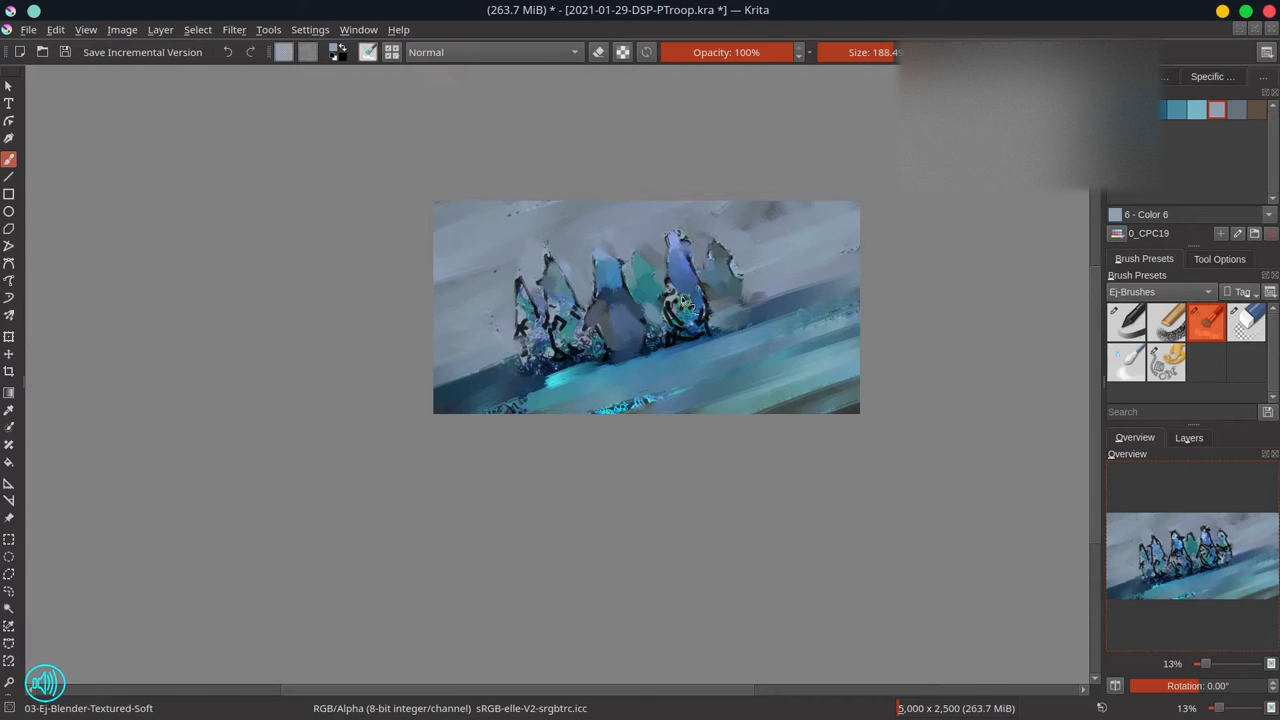 (263.7 MiB) * - [2021-01-29-DSP-PTroop.kra *] — Krita
File Edit View Image Layer Select Filter Tools Settings Window Help
Save Incremental Version Normal Opacity: 100% Size: 188.4
... Specific ... ...
6 - Color 6
0_CPC19
Brush Presets Tool Options
Brush Presets
Ej-Brushes Tag
Search
Overview Layers
Overview
13%
Rotation: 0.00°
03-Ej-Blender-Textured-Soft RGB/Alpha (8-bit integer/channel) sRGB-elle-V2-srgbtrc.icc 5,000 x 2,500 (263.7 MiB) 13%